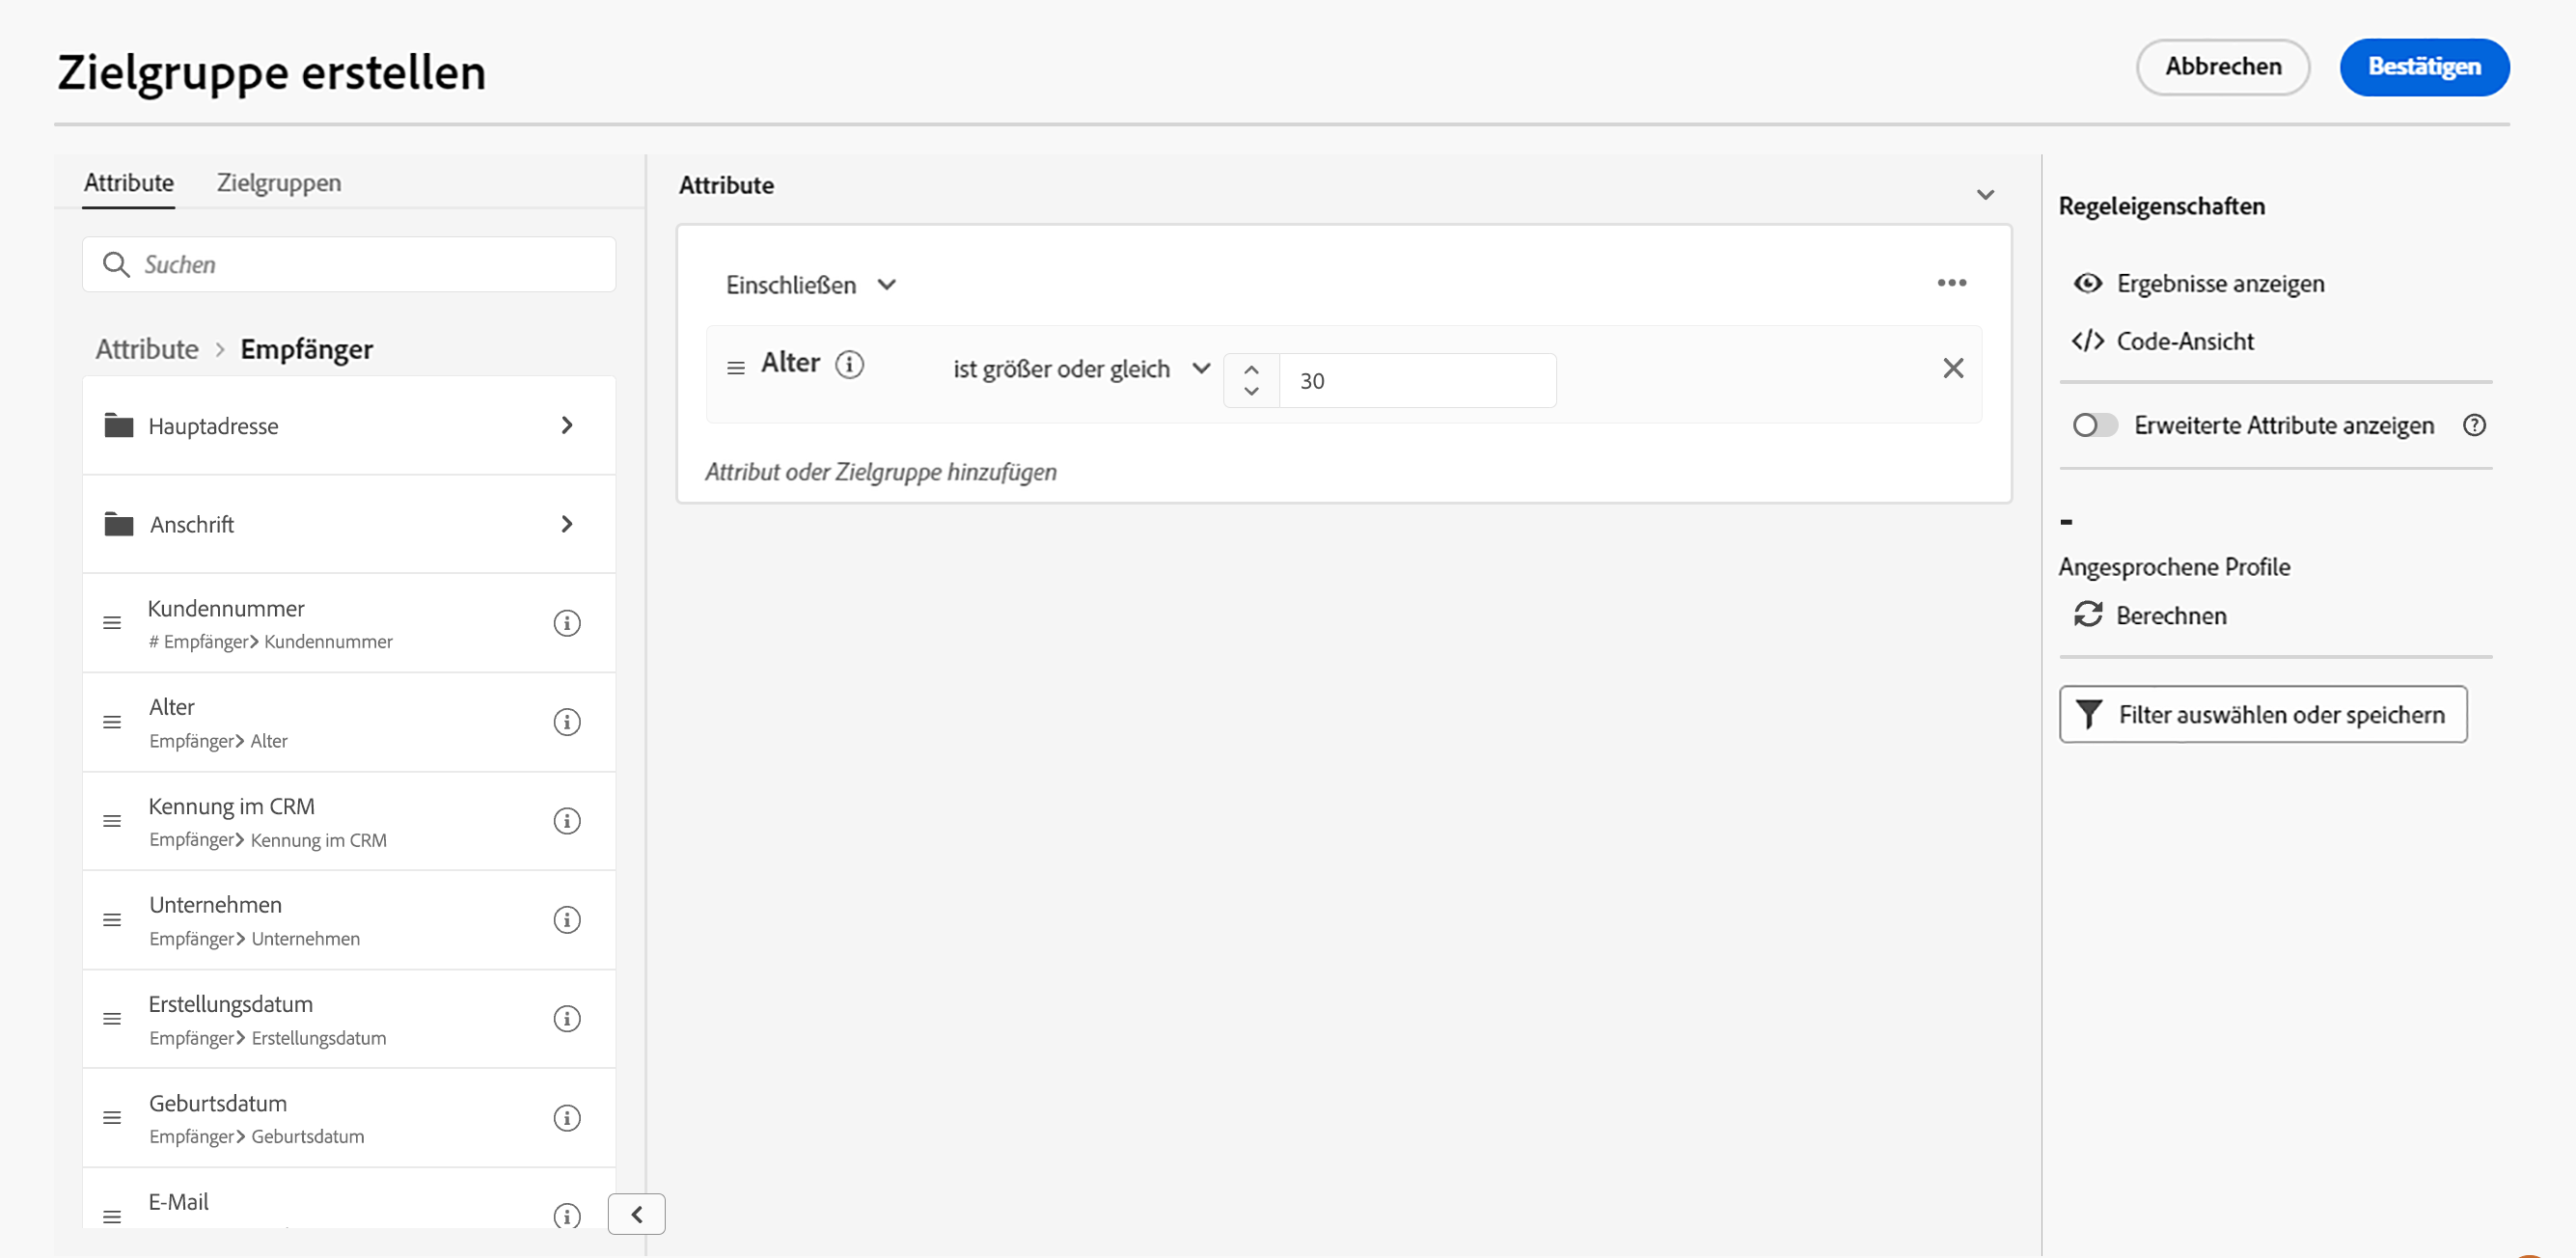 Zielgruppe erstellen
Abbrechen
Bestätigen
Attribute
Zielgruppen
Suchen
Attribute > Empfänger
Hauptadresse
Anschrift
Kundennummer
# Empfänger> Kundennummer
Alter
Empfänger> Alter
Kennung im CRM
Empfänger> Kennung im CRM
Unternehmen
Empfänger> Unternehmen
Erstellungsdatum
Empfänger> Erstellungsdatum
Geburtsdatum
Empfänger> Geburtsdatum
E-Mail
Attribute
Einschließen
Alter ist größer oder gleich 30
Attribut oder Zielgruppe hinzufügen
Regeleigenschaften
Ergebnisse anzeigen
</> Code-Ansicht
Erweiterte Attribute anzeigen
-
Angesprochene Profile
Berechnen
Filter auswählen oder speichern